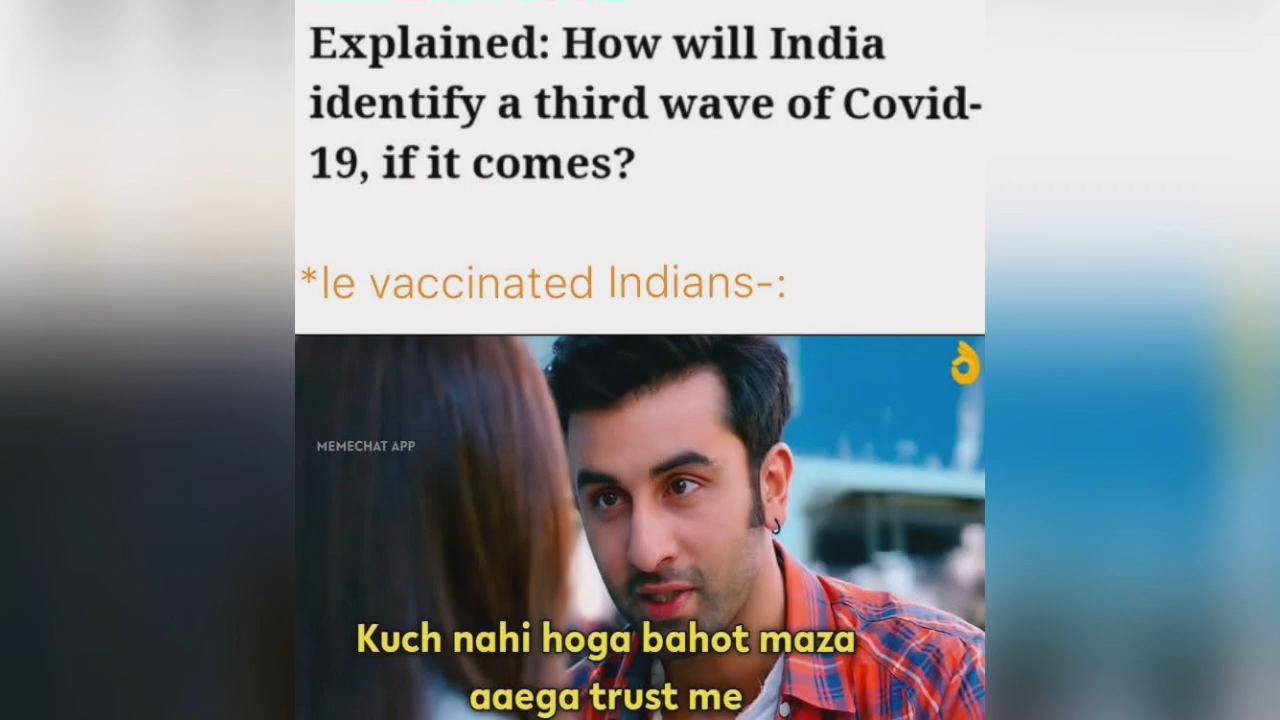 Explained: How will India
identify a third wave of Covid-
19, if it comes?
*le vaccinated Indians-:
MEMECHAT APP
Kuch nahi hoga bahot maza
aaega trust me